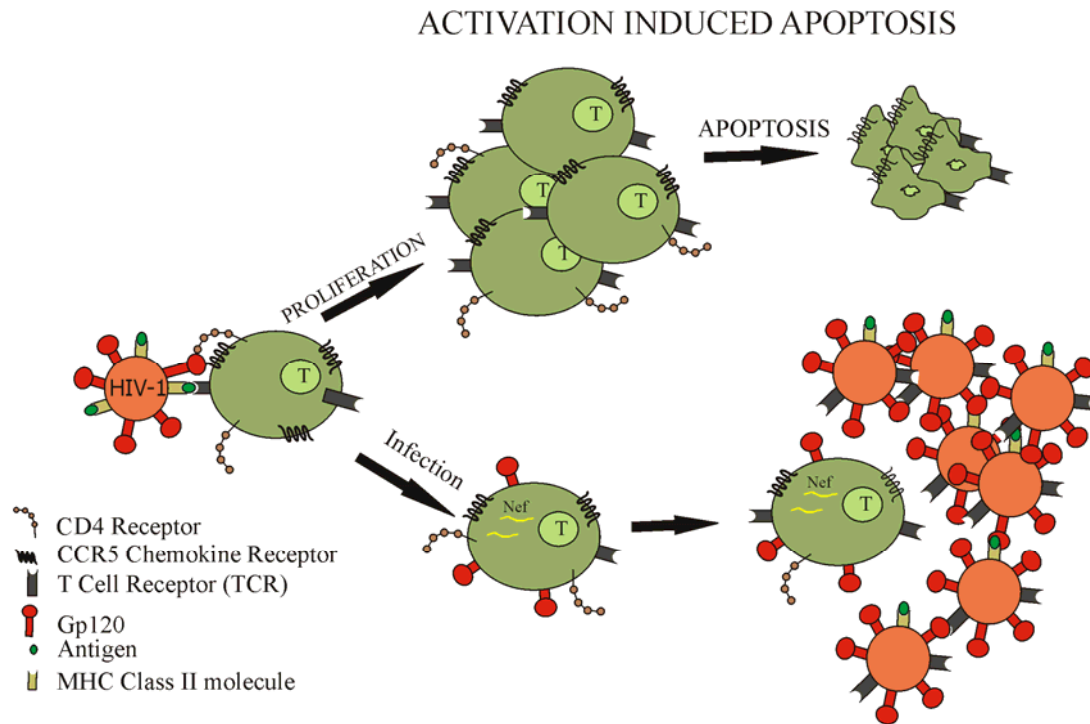 ACTIVATION INDUCED APOPTOSIS
T
T
T
T
APOPTOSIS
PROLIFERATION
HIV-1
T
Infection
Nef
T
Nef
T
CD4 Receptor
CCR5 Chemokine Receptor
T Cell Receptor (TCR)
Gp120
Antigen
MHC Class II molecule